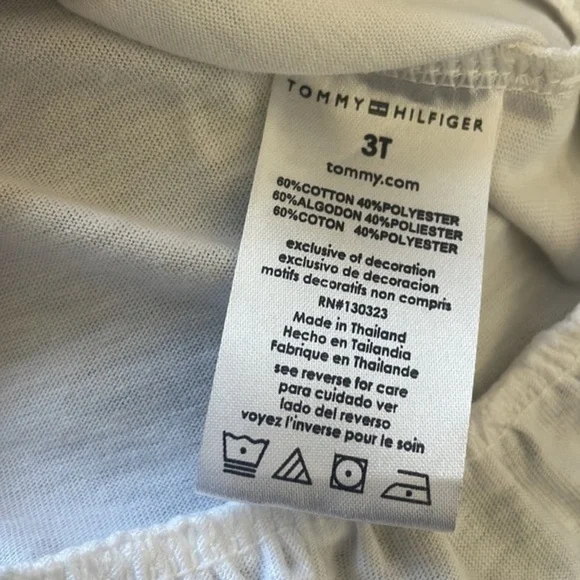 TOMMY HILFIGER
3T
tommy.com
60%COTTON 40%POLYESTER
60%ALGODON 40%POLIESTER
60%COTON 40%POLYESTER
exclusive of decoration
exclusivo de decoracion
motifs decoratifs non compris
RN#130323
Made in Thailand
Hecho en Tailandia
Fabrique en Thailande
see reverse for care
para cuidado ver
lado del reverso
voyez l'inverse pour le soin